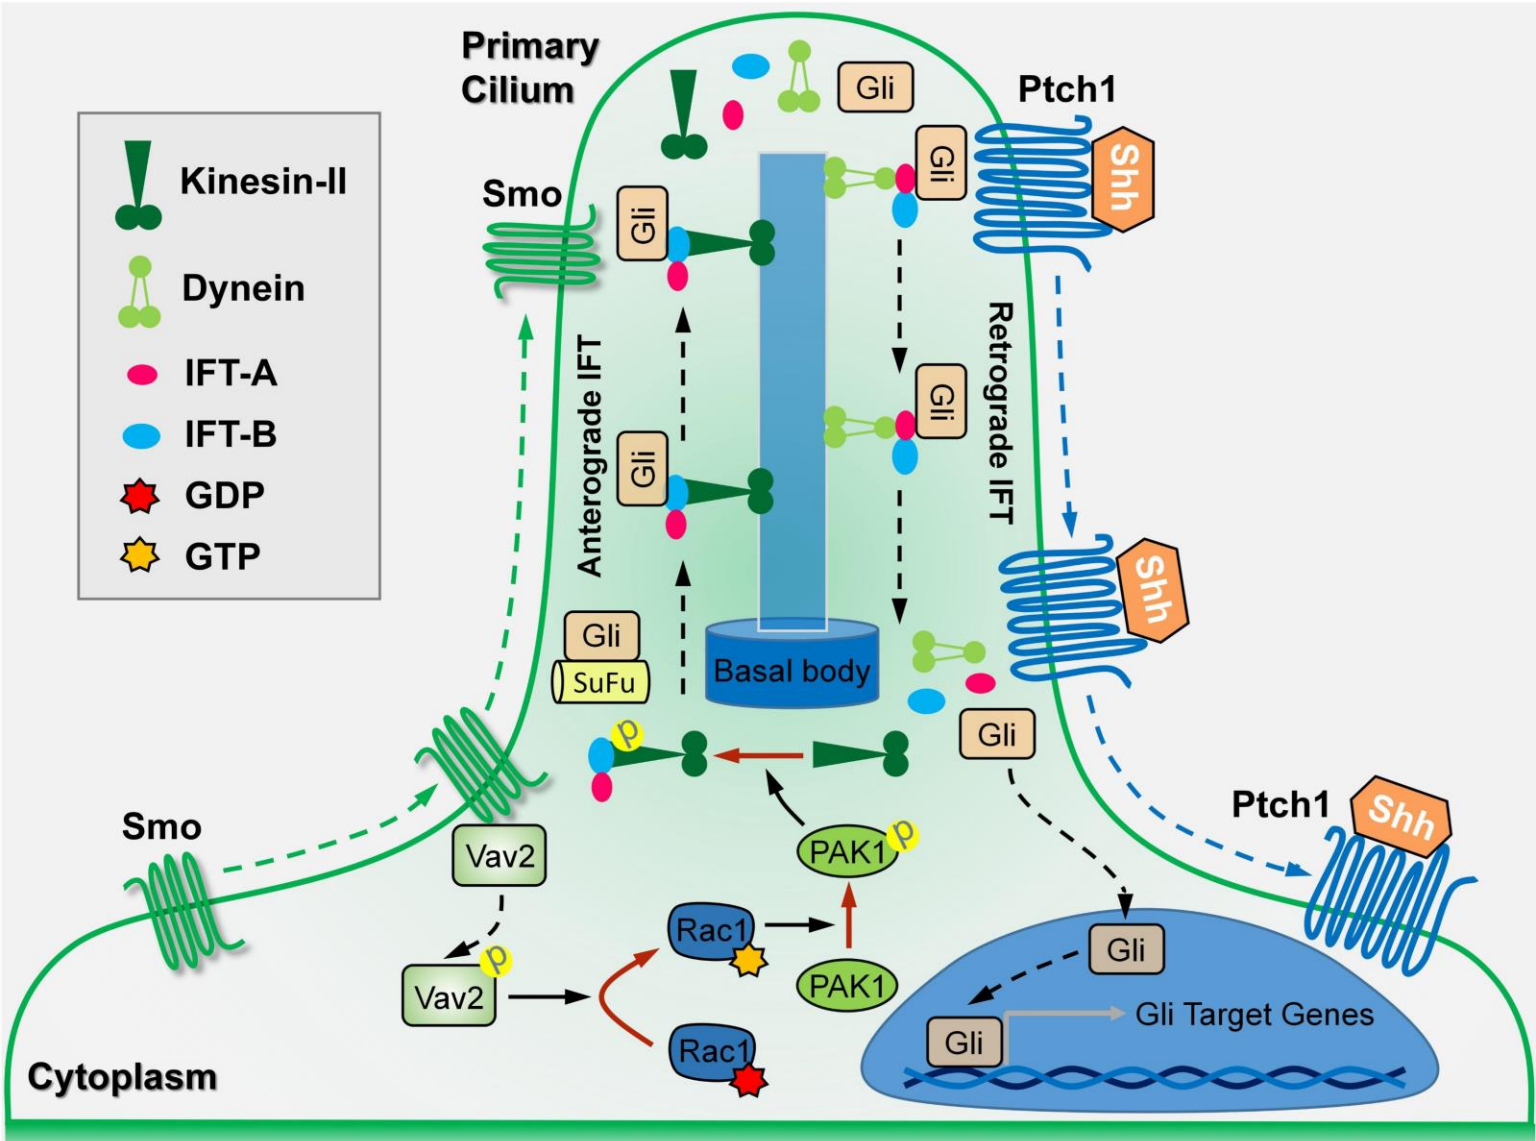 Primary
Cilium
Kinesin-II
Dynein
IFT-A
IFT-B
GDP
GTP
Gli
Ptch1
Gli
Shh
Smo
Gli
Anterograde IFT
Retrograde IFT
Gli
Gli
Shh
Gli
SuFu
Basal body
Gli
p
Ptch1
Shh
Smo
Vav2
PAK1
p
Rac1
Gli
Vav2
p
PAK1
Gli Target Genes
Rac1
Gli
Cytoplasm